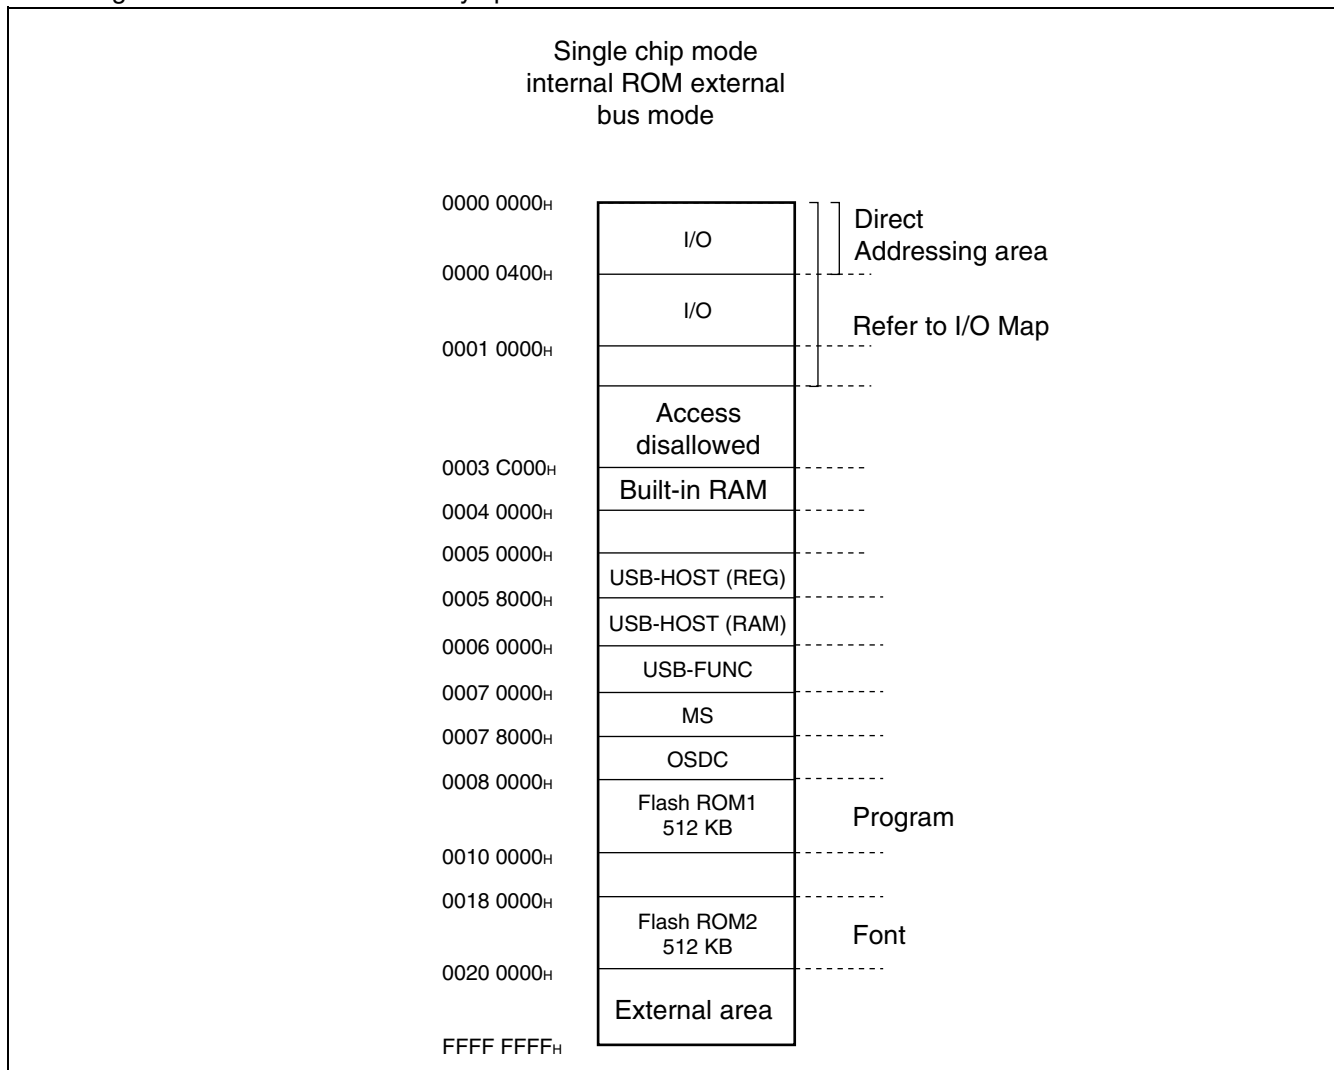 Single chip mode
internal ROM external
bus mode
0000 0000H
I/O
Direct
Addressing area
0000 0400H
I/O
Refer to I/O Map
0001 0000H
Access
disallowed
0003 C000H
Built-in RAM
0004 0000H
0005 0000H
USB-HOST (REG)
0005 8000H
USB-HOST (RAM)
0006 0000H
USB-FUNC
0007 0000H
MS
0007 8000H
OSDC
0008 0000H
Flash ROM1
512 KB
Program
0010 0000H
0018 0000H
Flash ROM2
512 KB
Font
0020 0000H
External area
FFFF FFFFH